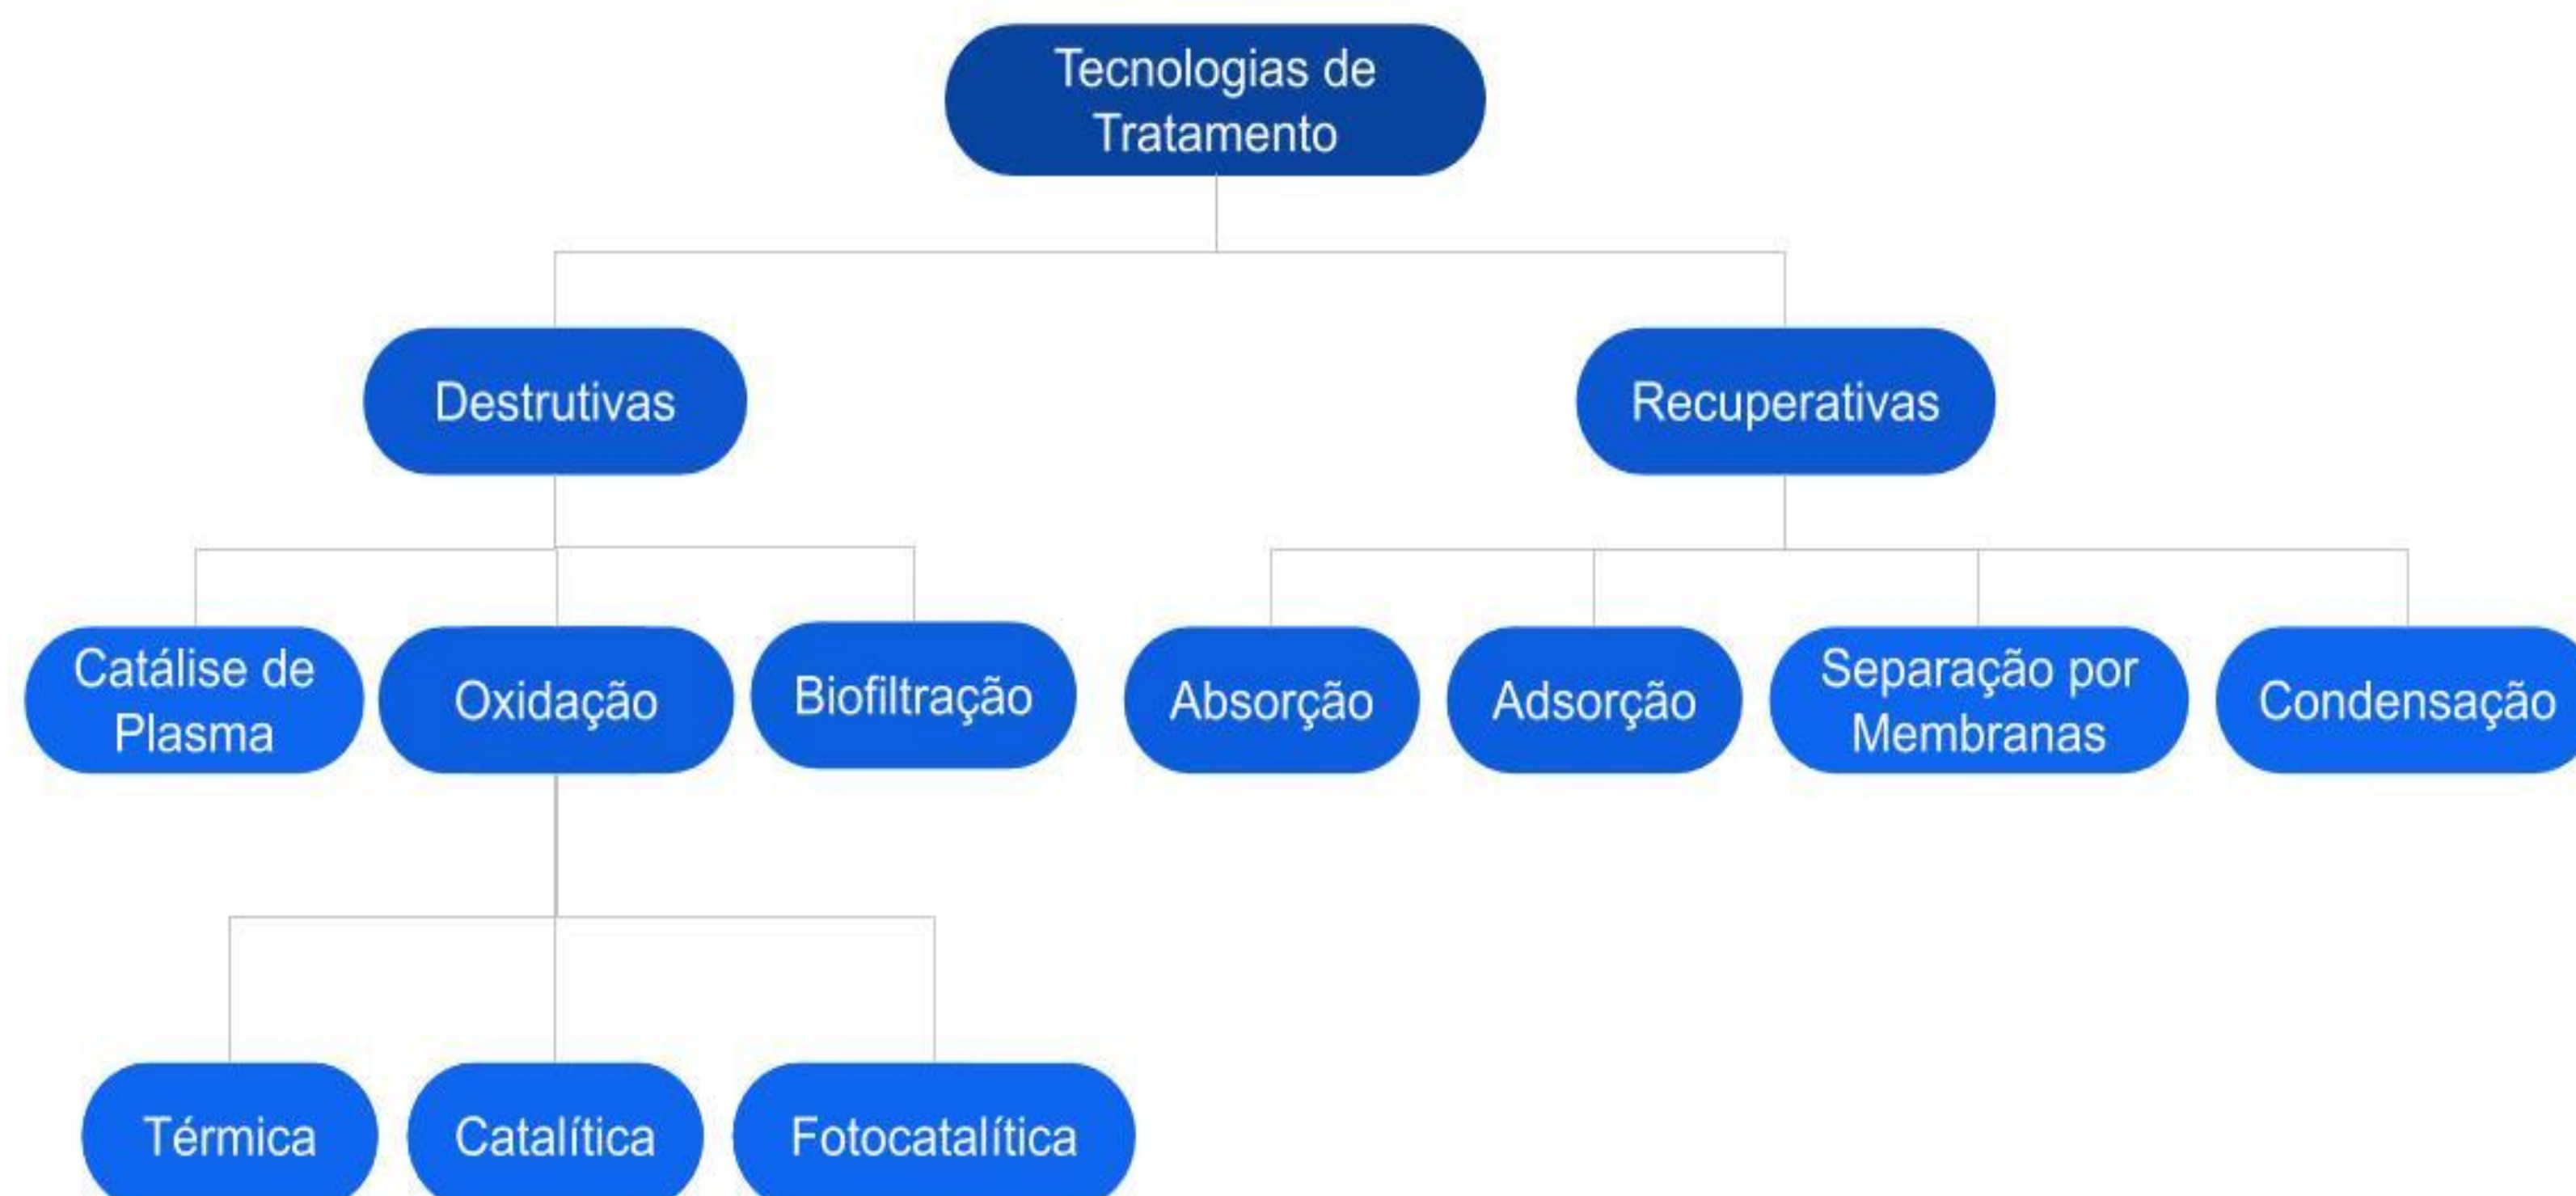 Tecnologias de
Tratamento
Destrutivas
Recuperativas
Catálise de
Plasma
Oxidação
Biofiltração
Absorção
Adsorção
Separação por
Membranas
Condensação
Térmica
Catalítica
Fotocatalítica